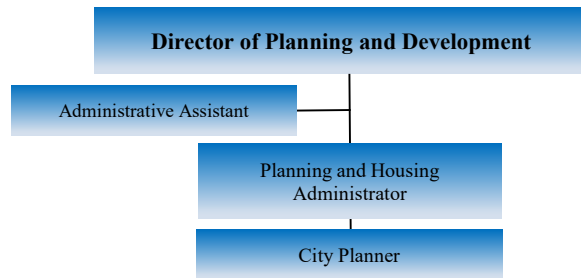 Director of Planning and Development
Administrative Assistant
Planning and Housing
Administrator
City Planner